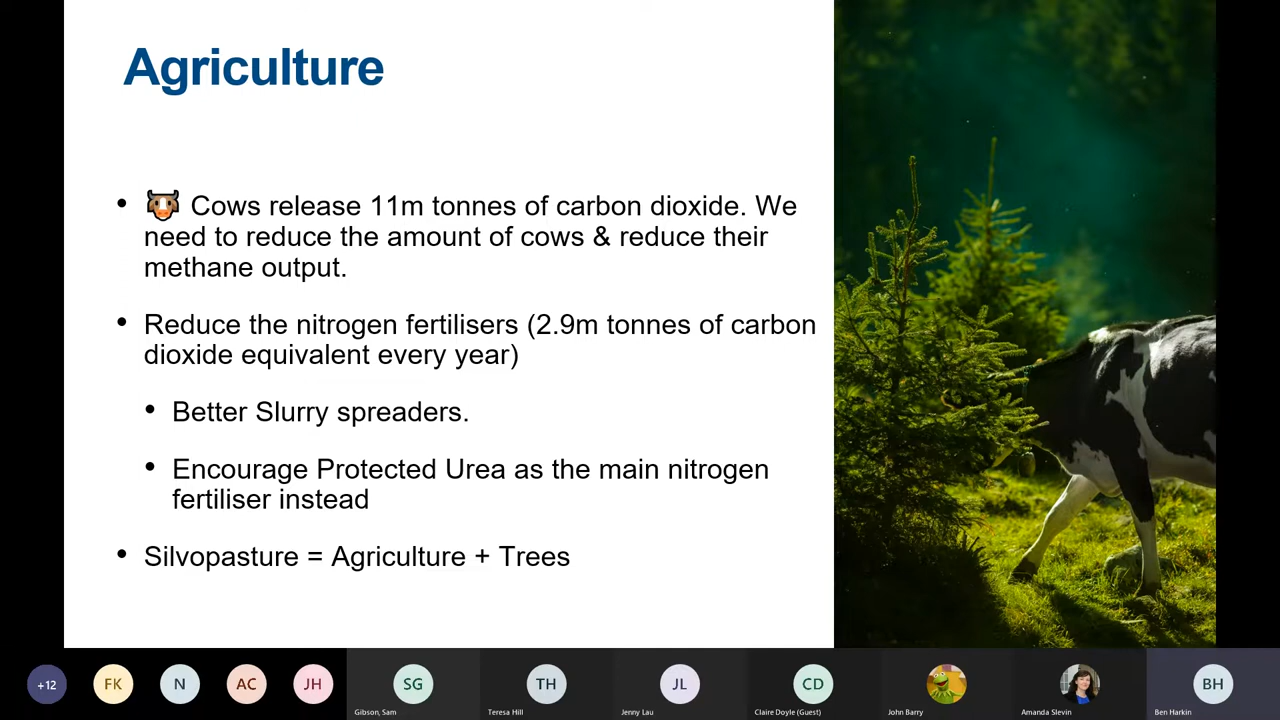 Agriculture
• 🐮 Cows release 11m tonnes of carbon dioxide. We
need to reduce the amount of cows & reduce their
methane output.
• Reduce the nitrogen fertilisers (2.9m tonnes of carbon
dioxide equivalent every year)
• Better Slurry spreaders.
• Encourage Protected Urea as the main nitrogen
fertiliser instead
• Silvopasture = Agriculture + Trees
+12 FK N AC JH SG TH JL CD BH
Gibson, Sam Teresa Hill Jenny Lau Claire Doyle (Guest) John Barry Amanda Slevin Ben Harkin